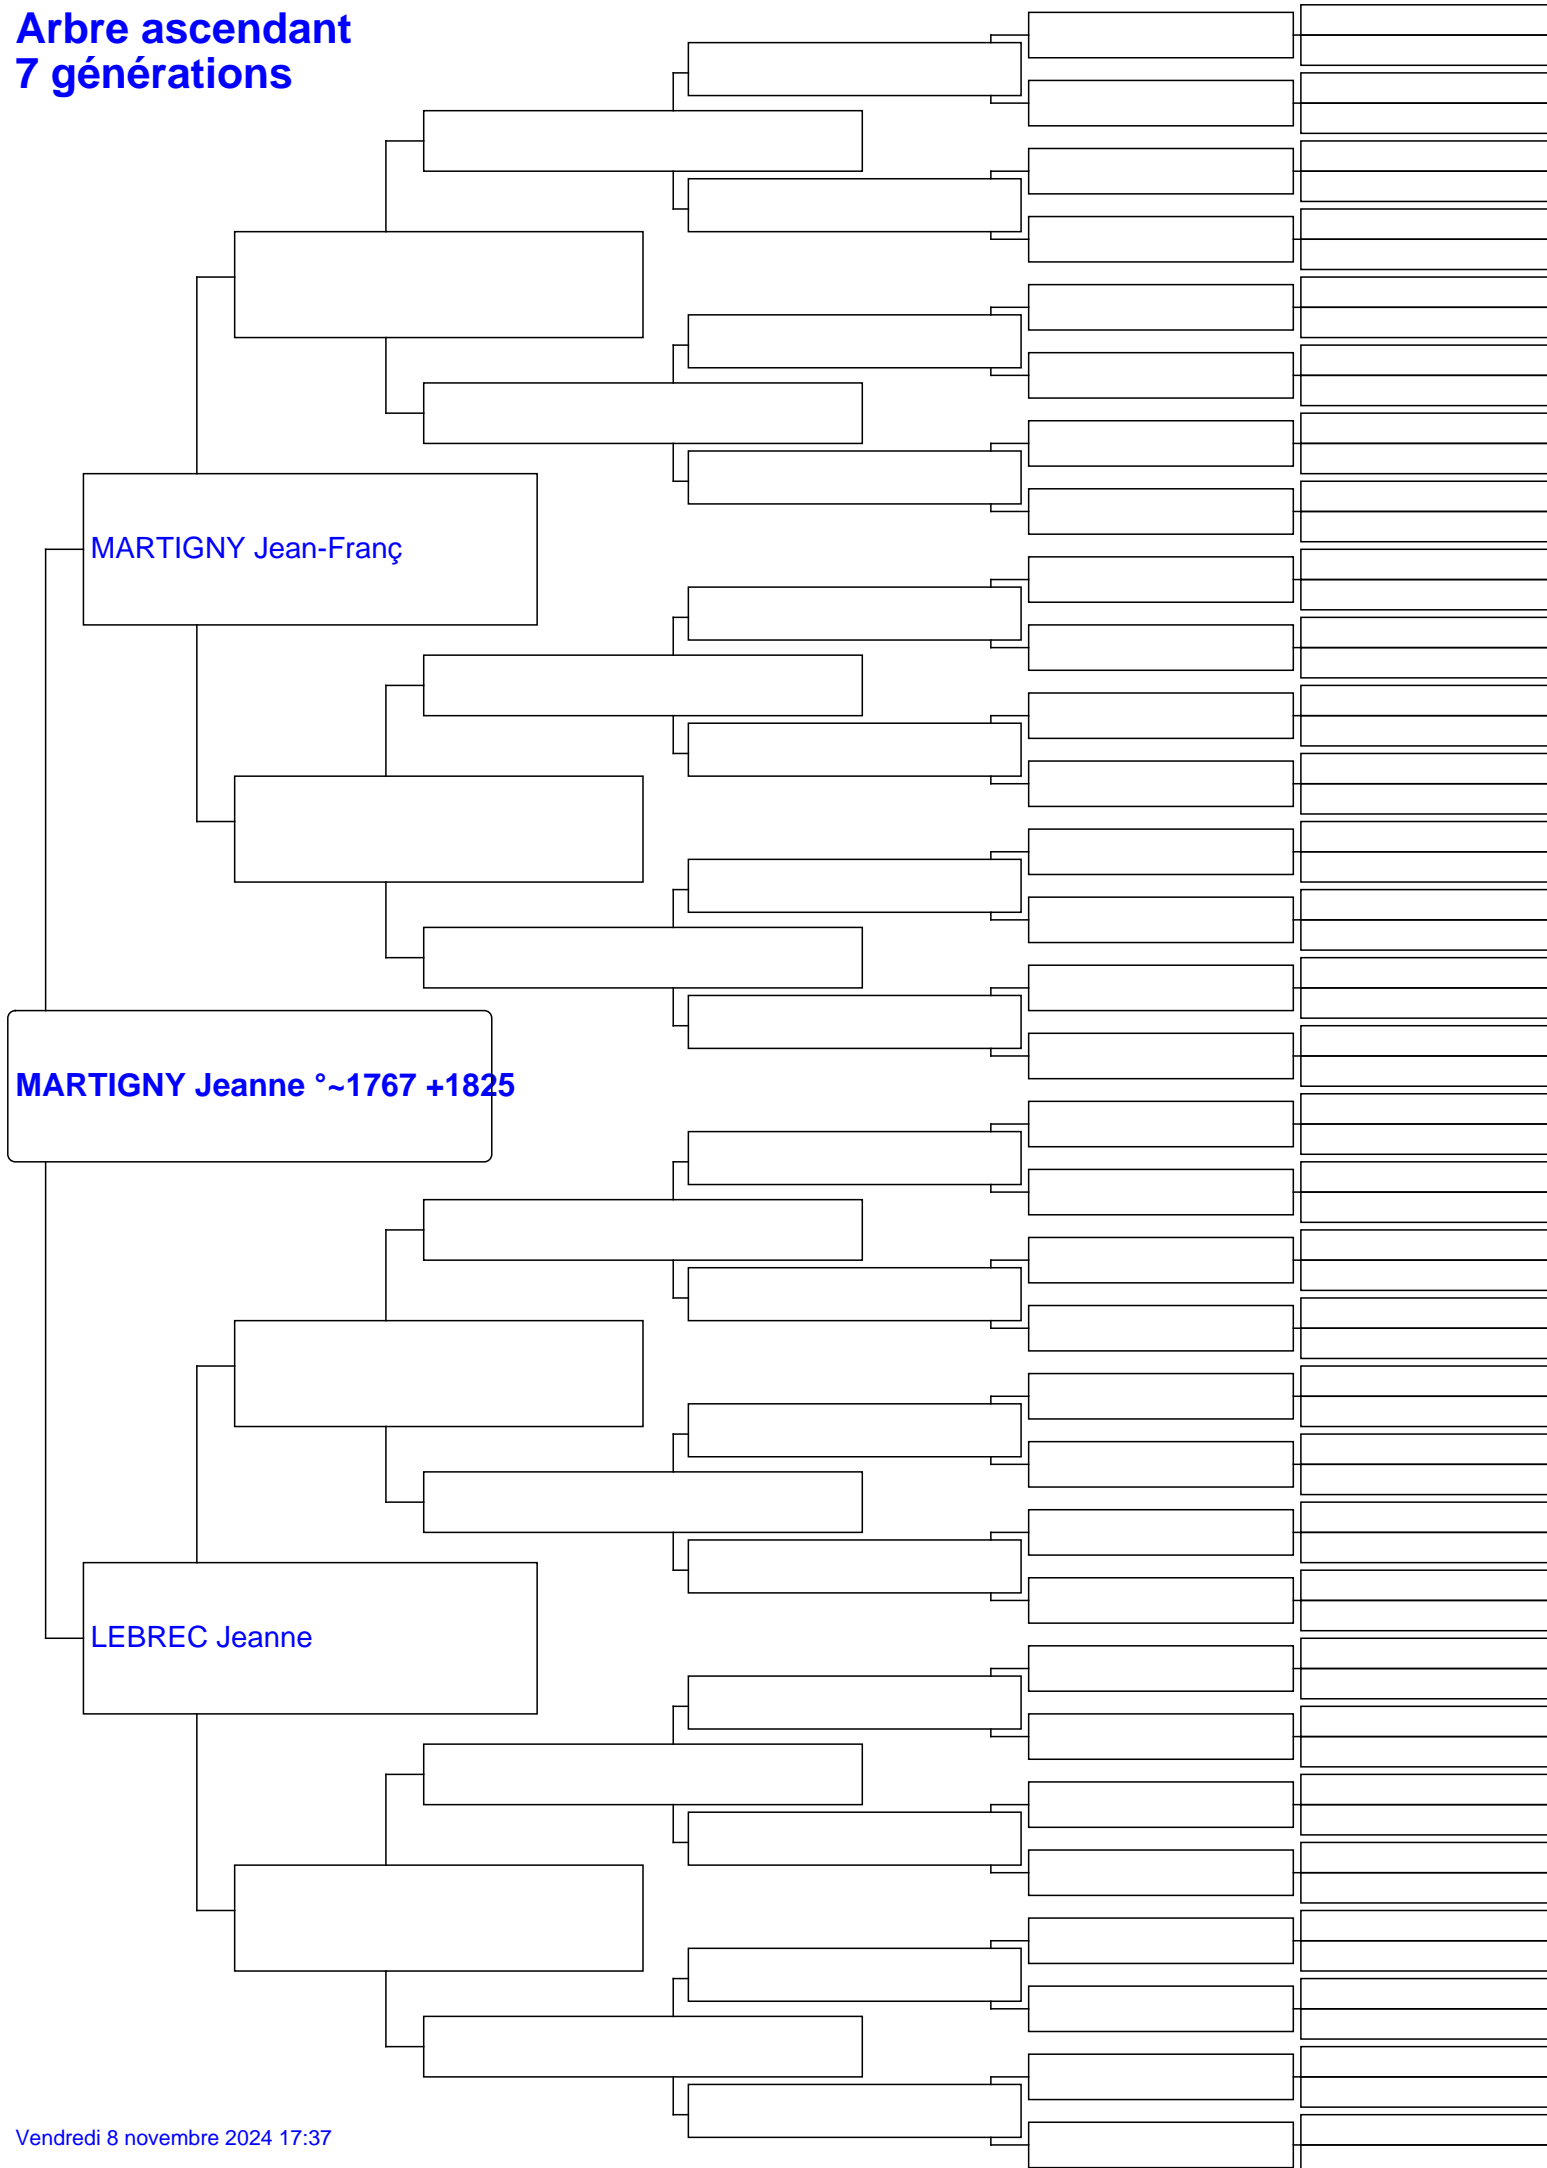 Arbre ascendant
7 générations
MARTIGNY Jean-Franç
MARTIGNY Jeanne °~1767 +1825
LEBREC Jeanne
Vendredi 8 novembre 2024 17:37